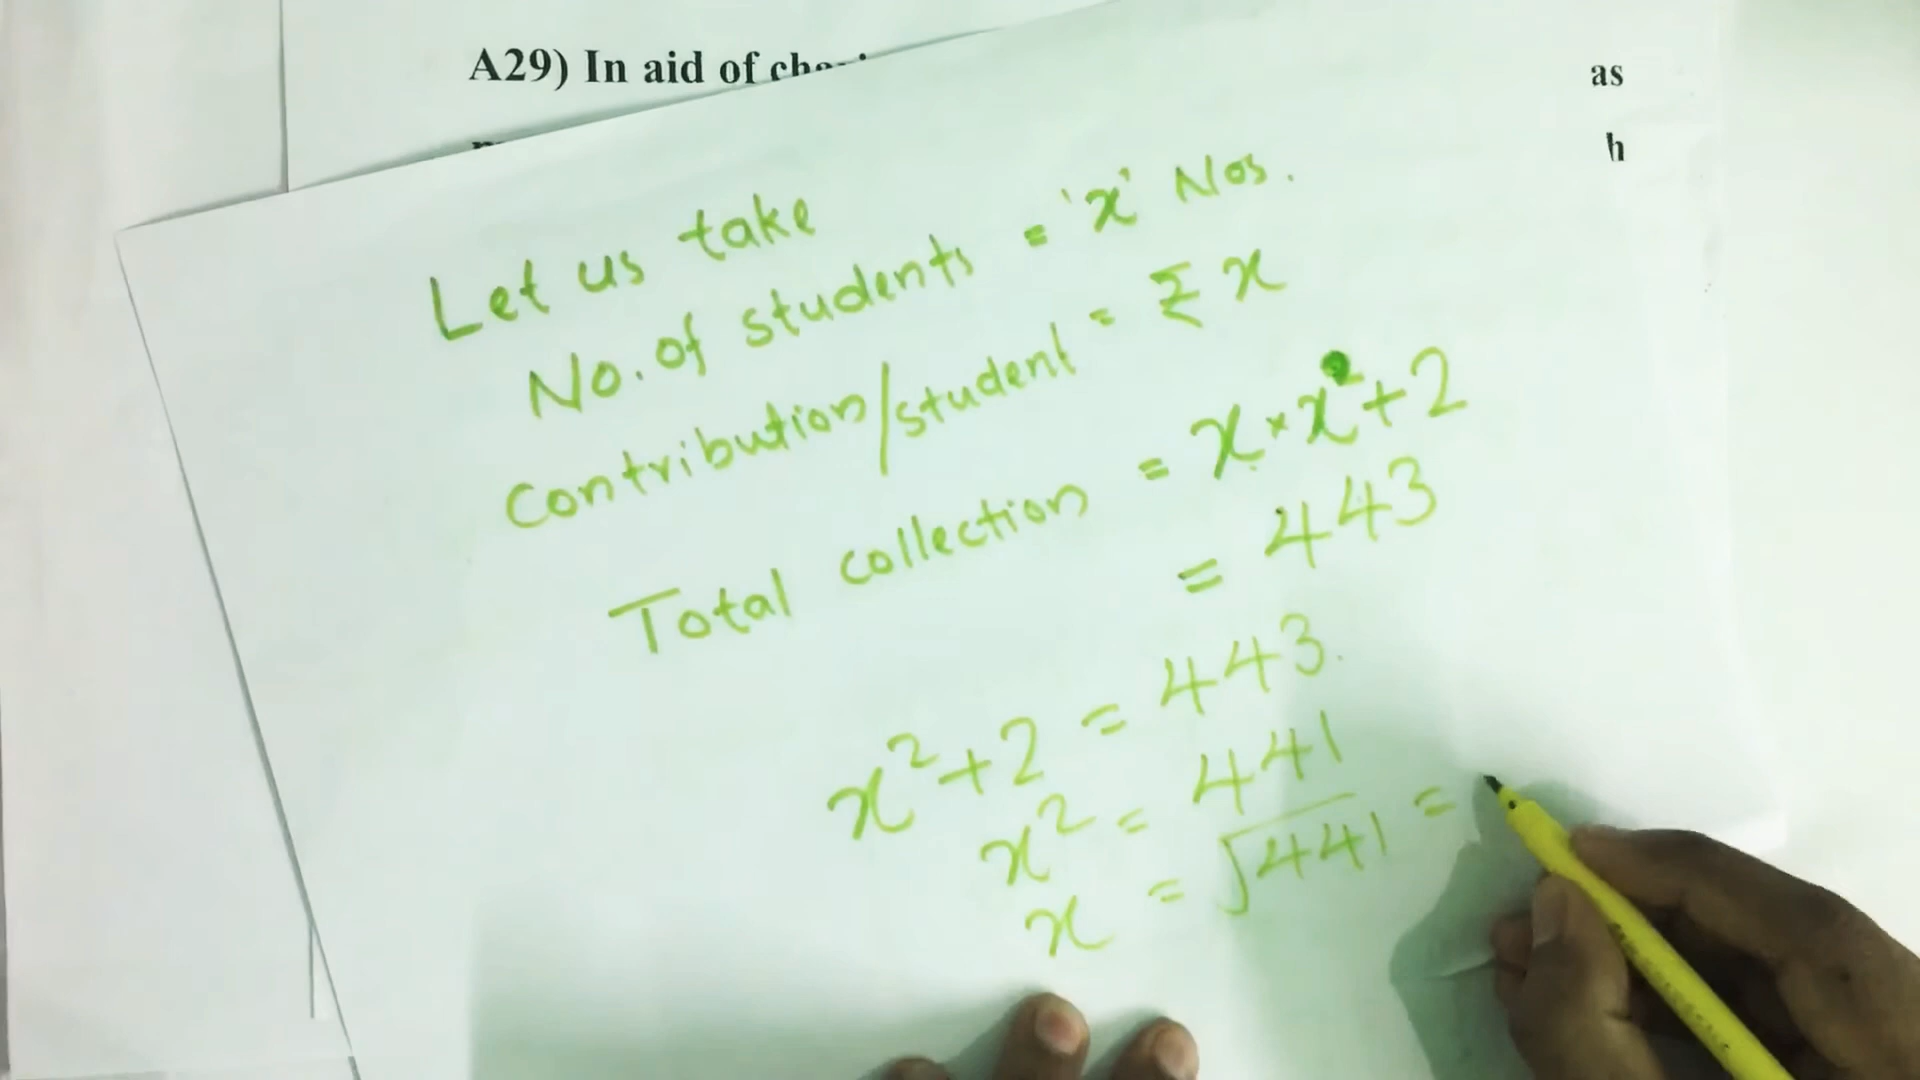 A29) In aid of
as
h
Let us take
No. of students = 'x' Nos.
Contribution/student = ₹ x
Total collection = x × x + 2
= 443
x² + 2 = 443.
x² = 441
x = √441 =